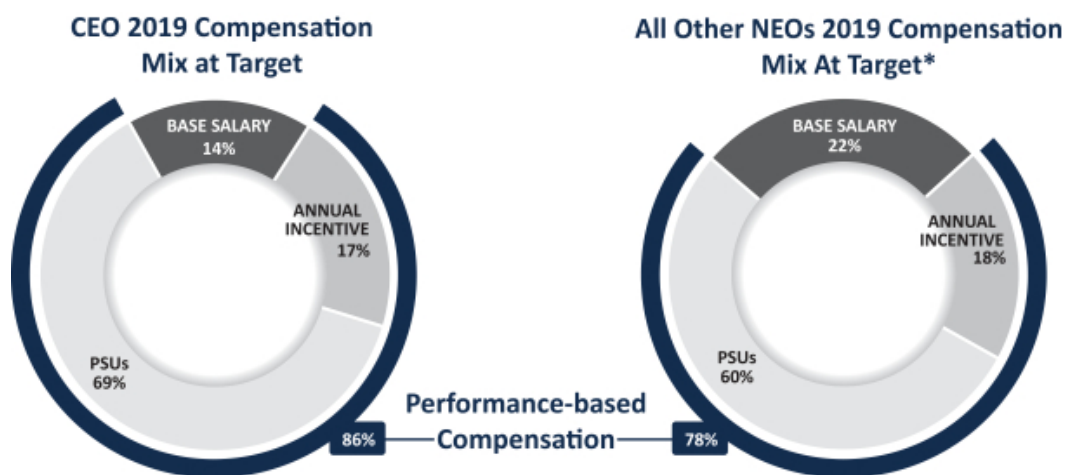 CEO 2019 Compensation
Mix at Target
BASE SALARY
14%
ANNUAL
INCENTIVE
17%
PSUs
69%
86%
All Other NEOs 2019 Compensation
Mix At Target*
BASE SALARY
22%
ANNUAL
INCENTIVE
18%
PSUs
60%
78%
Performance-based
Compensation